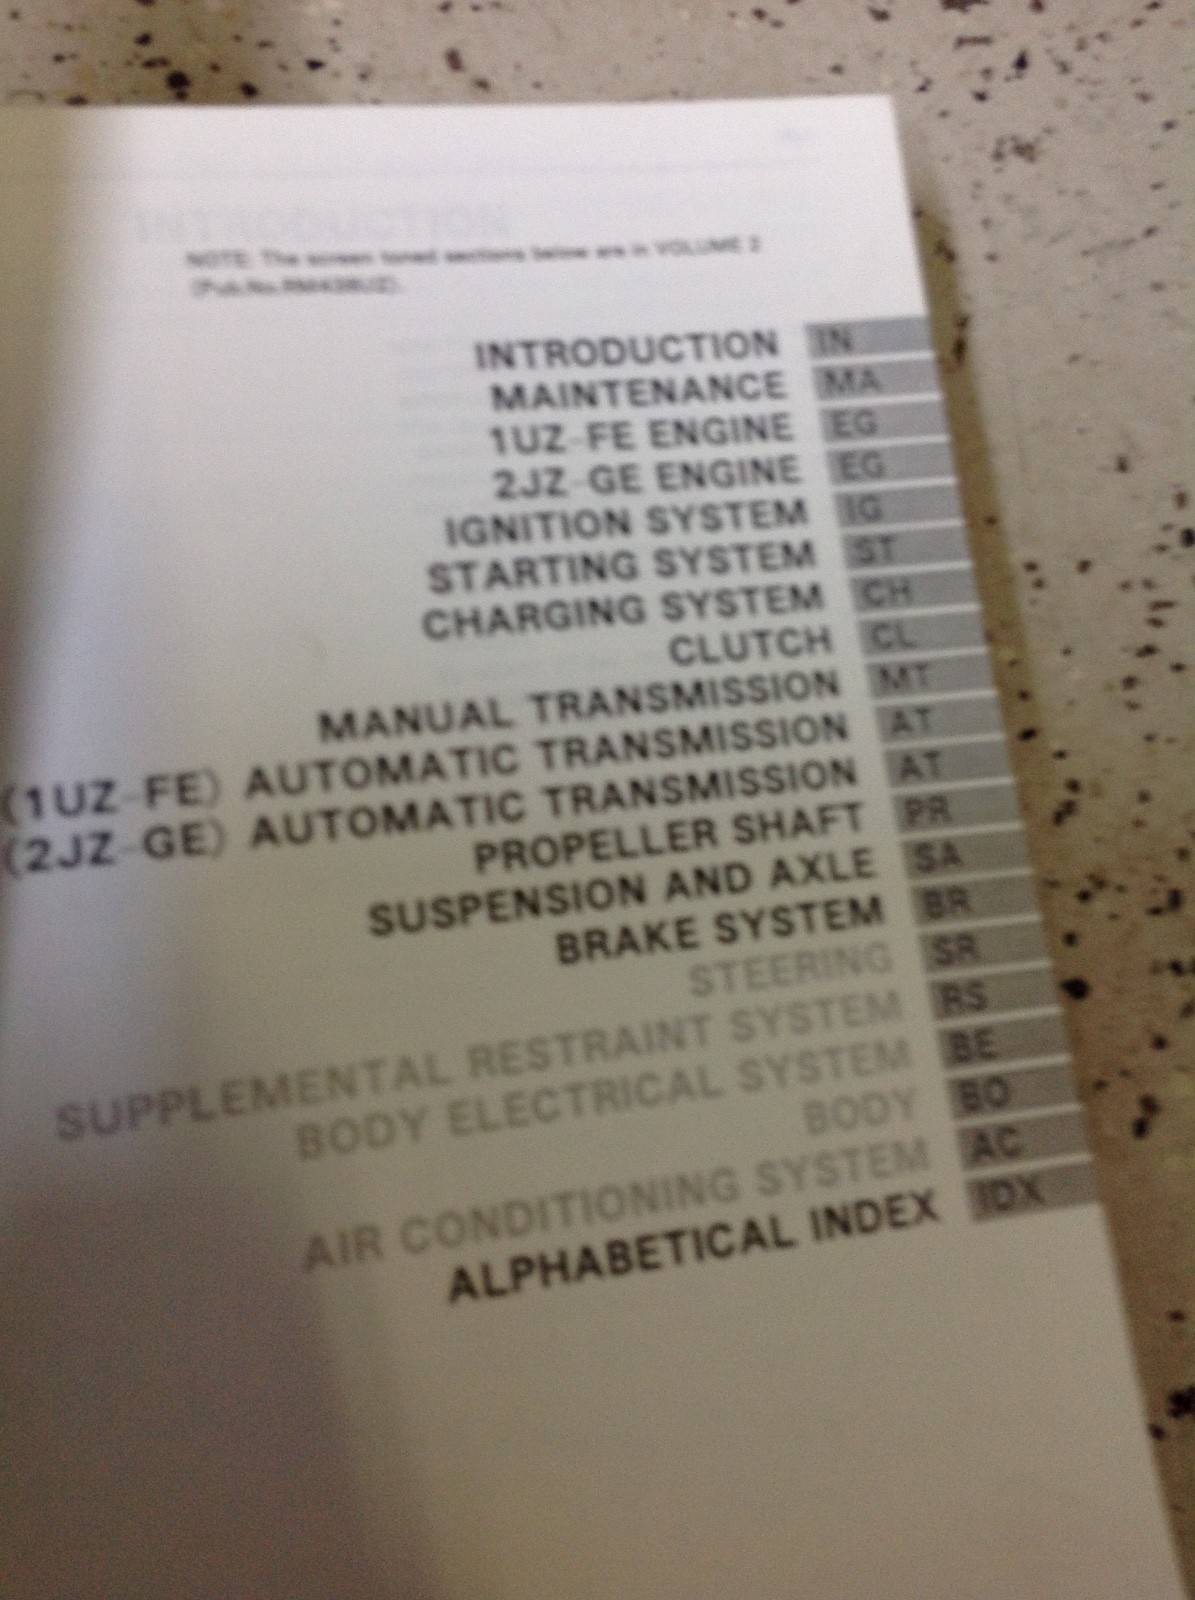 INTRODUCTION
NOTE: The screen toned sections below are in VOLUME 2
INTRODUCTION IN
MAINTENANCE MA
1UZ-FE ENGINE EG
2JZ-GE ENGINE EG
IGNITION SYSTEM IG
STARTING SYSTEM ST
CHARGING SYSTEM CH
CLUTCH CL
MANUAL TRANSMISSION MT
(1UZ-FE) AUTOMATIC TRANSMISSION AT
(2JZ-GE) AUTOMATIC TRANSMISSION AT
PROPELLER SHAFT PR
SUSPENSION AND AXLE SA
BRAKE SYSTEM BR
STEERING SR
SUPPLEMENTAL RESTRAINT SYSTEM RS
BODY ELECTRICAL SYSTEM BE
BODY BO
AIR CONDITIONING SYSTEM AC
ALPHABETICAL INDEX IDX